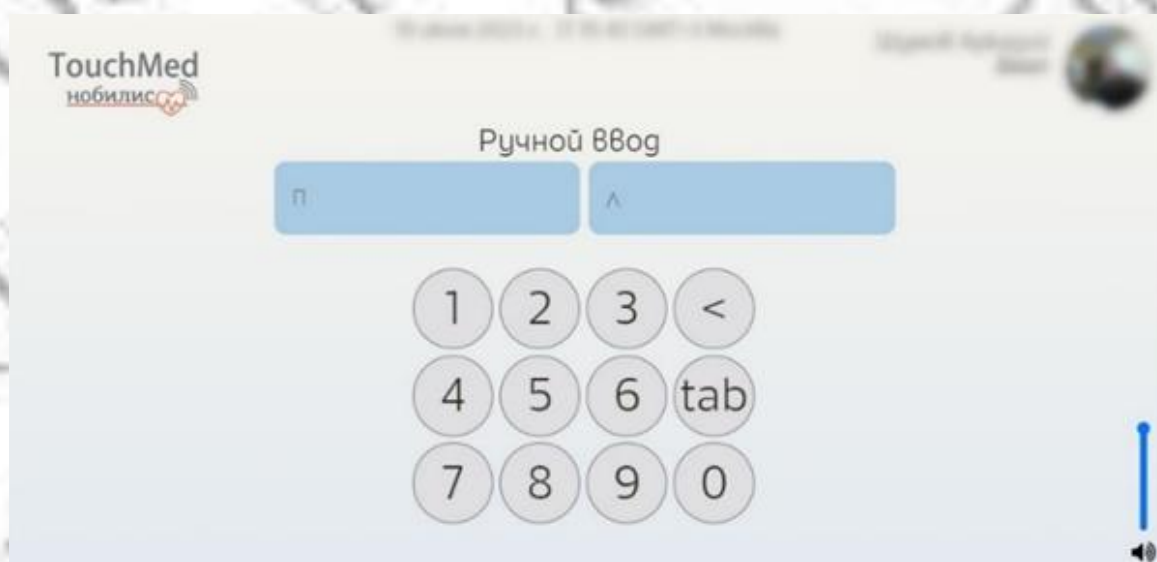 TouchMed
нобилис
Ручной ввод
П
Л
1 2 3 <
4 5 6 tab
7 8 9 0